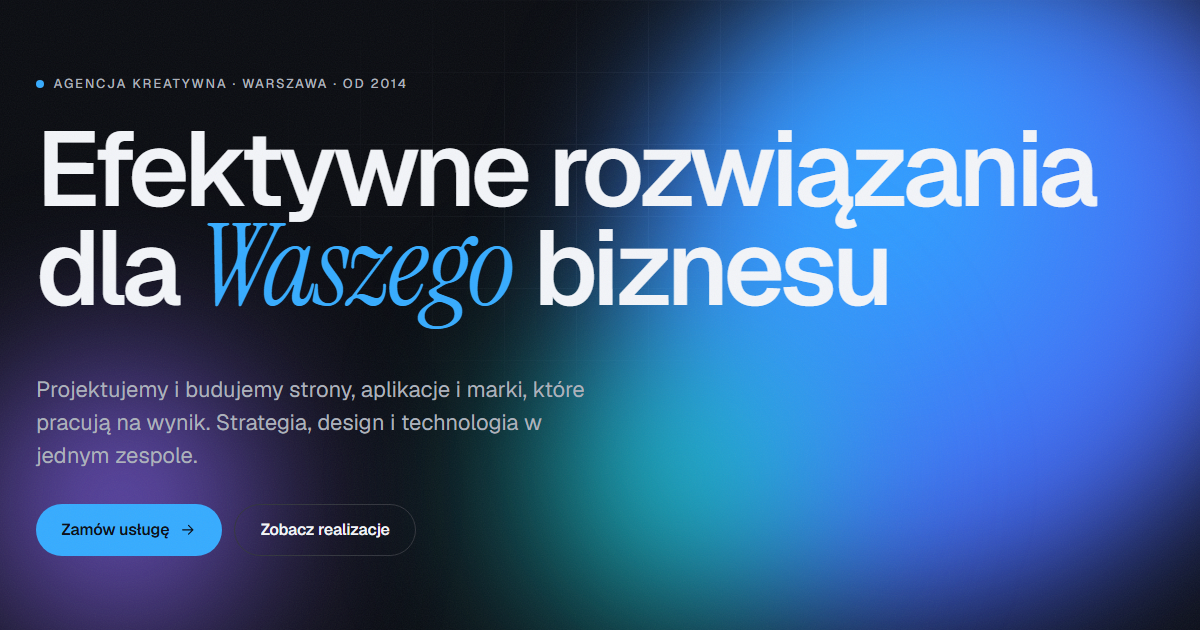 AGENCJA KREATYWNA · WARSZAWA · OD 2014
Efektywne rozwiązania
dla Waszego biznesu
Projektujemy i budujemy strony, aplikacje i marki, które
pracują na wynik. Strategia, design i technologia w
jednym zespole.
Zamów usługę →
Zobacz realizacje